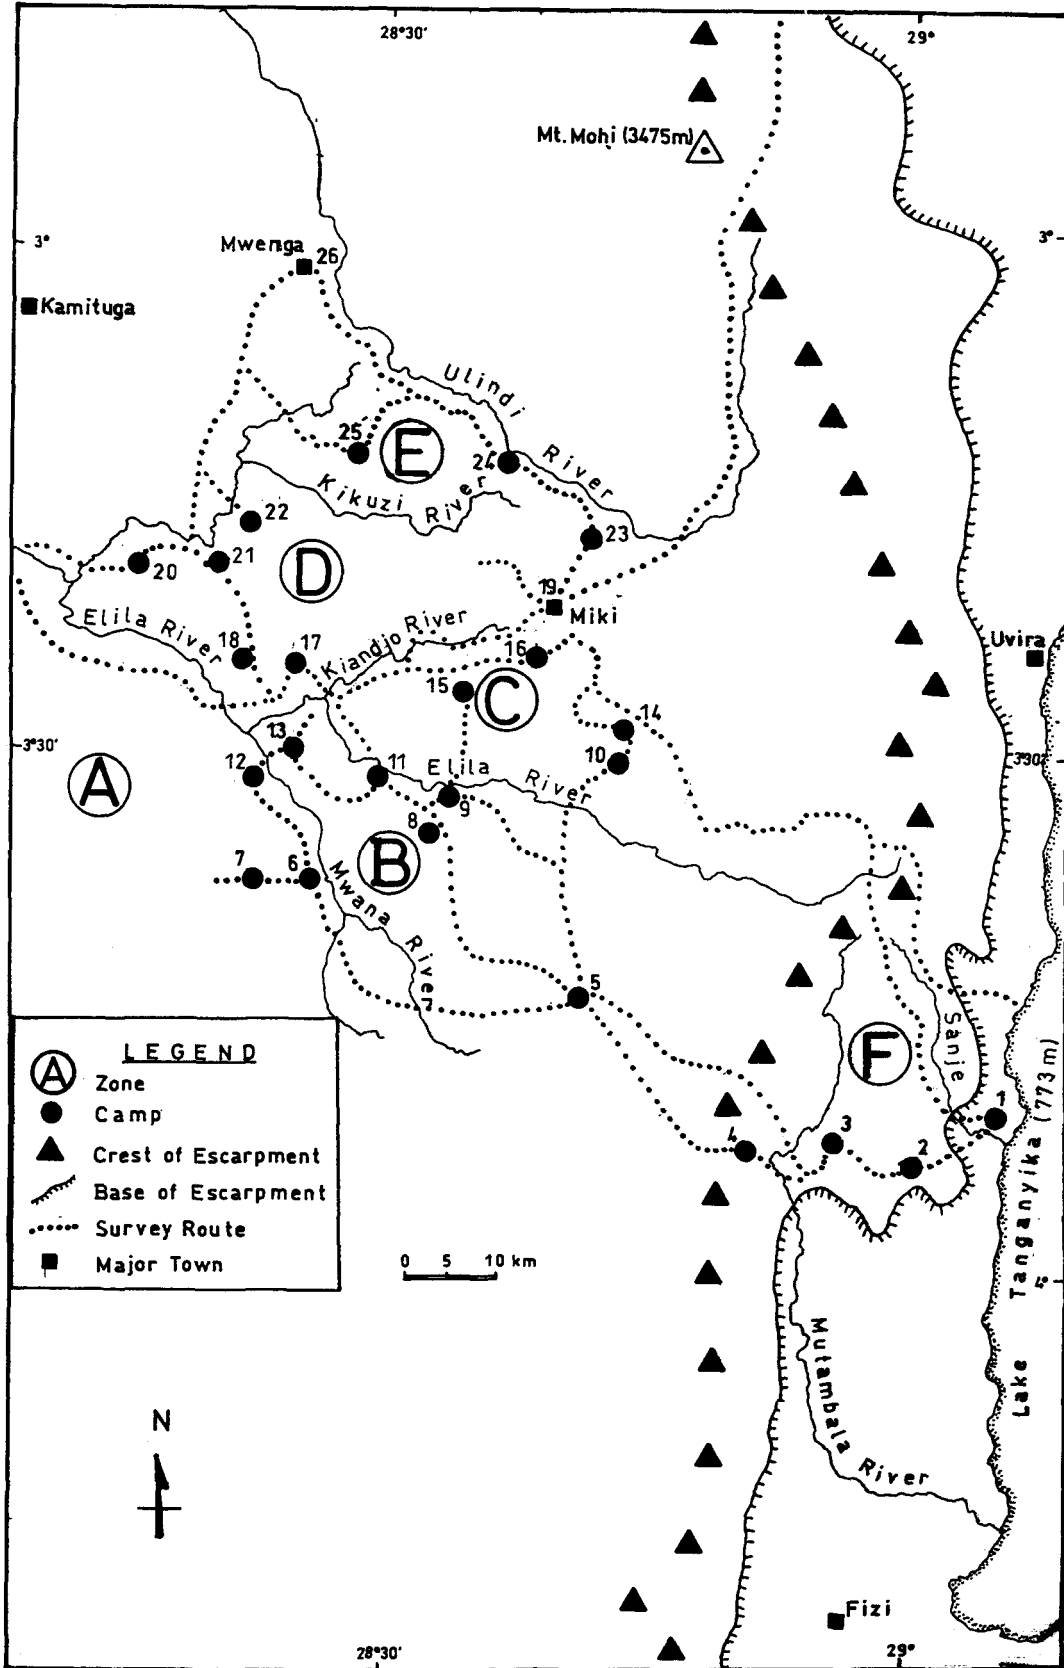 28°30'
29°
Mt. Mohi (3475m)
3°
3°
Mwenga
26
Kamituga
Ulindi River
25
E
24
Kikuzi River
22
23
21
20
D
19
Miki
Elila River
Kiandjo River
18
17
16
Uvira
15
C
14
3°30'
3°30'
13
10
12
11
Elila River
A
9
8
B
7
6
Mwana River
5
Sanje
F
LEGEND
A Zone
Camp
Crest of Escarpment
Base of Escarpment
Survey Route
Major Town
1
3
4
2
Lake Tanganyika (773m)
0 5 10 km
4°
Mutambala River
N
Fizi
28°30'
29°